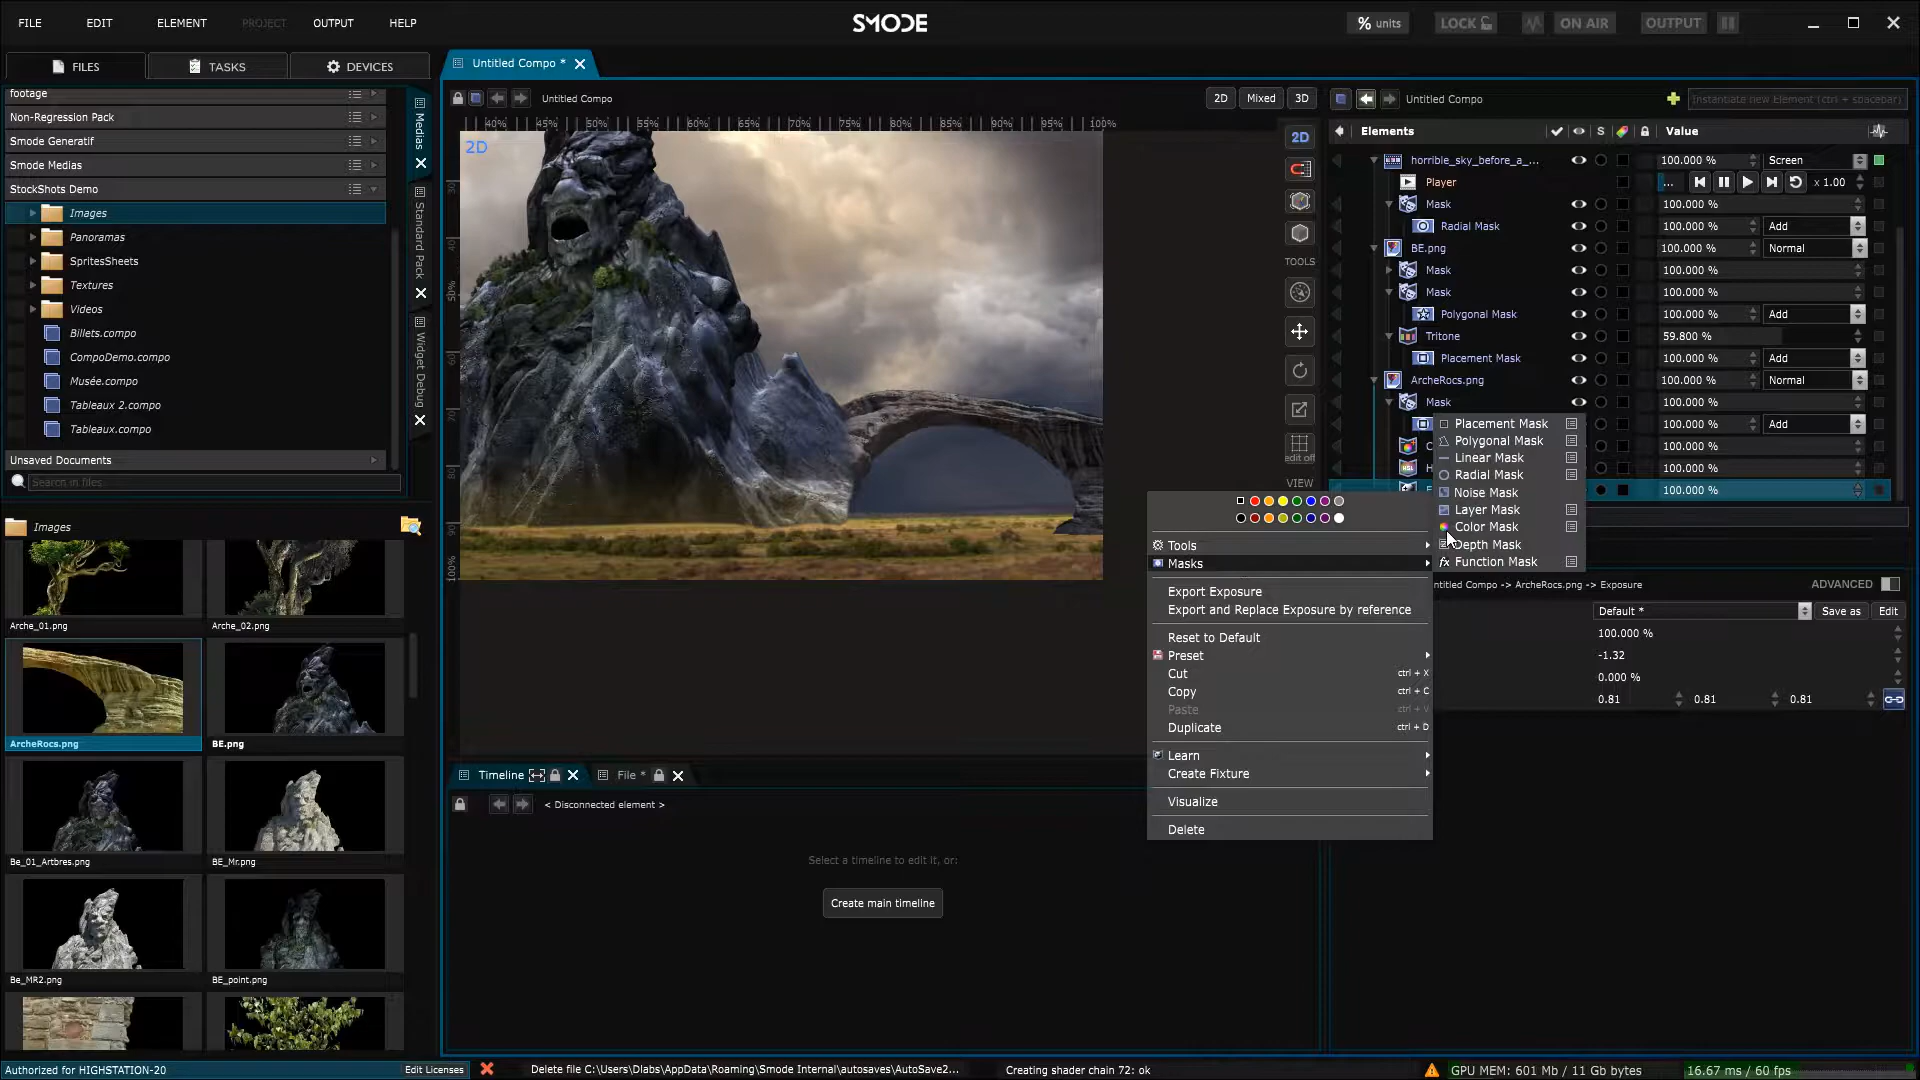 FILE EDIT ELEMENT PROJECT OUTPUT HELP
SMODE
% units LOCK ON AIR OUTPUT
FILES TASKS DEVICES
footage
Non-Regression Pack
Smode Generatif
Smode Medias
StockShots Demo
Images
Panoramas
SpritesSheets
Textures
Videos
Billets.compo
CompoDemo.compo
Musée.compo
Tableaux 2.compo
Tableaux.compo
Unsaved Documents
Search in files
Medias
Standard Pack
Widget Debug
Images
Arche_01.png Arche_02.png
ArcheRocs.png BE.png
Be_01_Artbres.png BE_Mr.png
Be_MR2.png BE_point.png
Untitled Compo *
Untitled Compo
2D Mixed 3D
40% 45% 50% 55% 60% 65% 70% 75% 80% 85% 90% 95% 100%
2D
2D
TOOLS
edit off
VIEW
Timeline File *
< Disconnected element >
Select a timeline to edit it, or:
Create main timeline
Untitled Compo
Instantiate new Element (ctrl + spacebar)
Elements S Value
horrible_sky_before_a_... 100.000 % Screen
Player ... x 1.00
Mask 100.000 %
Radial Mask 100.000 % Add
BE.png 100.000 % Normal
Mask 100.000 %
Mask 100.000 %
Polygonal Mask 100.000 % Add
Tritone 59.800 %
Placement Mask 100.000 % Add
ArcheRocs.png 100.000 % Normal
Mask 100.000 %
100.000 % Add
100.000 %
100.000 %
100.000 %
Placement Mask
Polygonal Mask
Linear Mask
Radial Mask
Noise Mask
Layer Mask
Color Mask
Depth Mask
fx Function Mask
Tools
Masks
Export Exposure
Export and Replace Exposure by reference
Reset to Default
Preset
Cut ctrl + X
Copy ctrl + C
Paste ctrl + V
Duplicate ctrl + D
Learn
Create Fixture
Visualize
Delete
ntitled Compo -> ArcheRocs.png -> Exposure ADVANCED
Default * Save as Edit
100.000 %
-1.32
0.000 %
0.81 0.81 0.81
Authorized for HIGHSTATION-20 Edit Licenses
Delete file C:\Users\Dlabs\AppData\Roaming\Smode Internal\autosaves\AutoSave2...
Creating shader chain 72: ok
GPU MEM: 601 Mb / 11 Gb bytes
16.67 ms / 60 fps